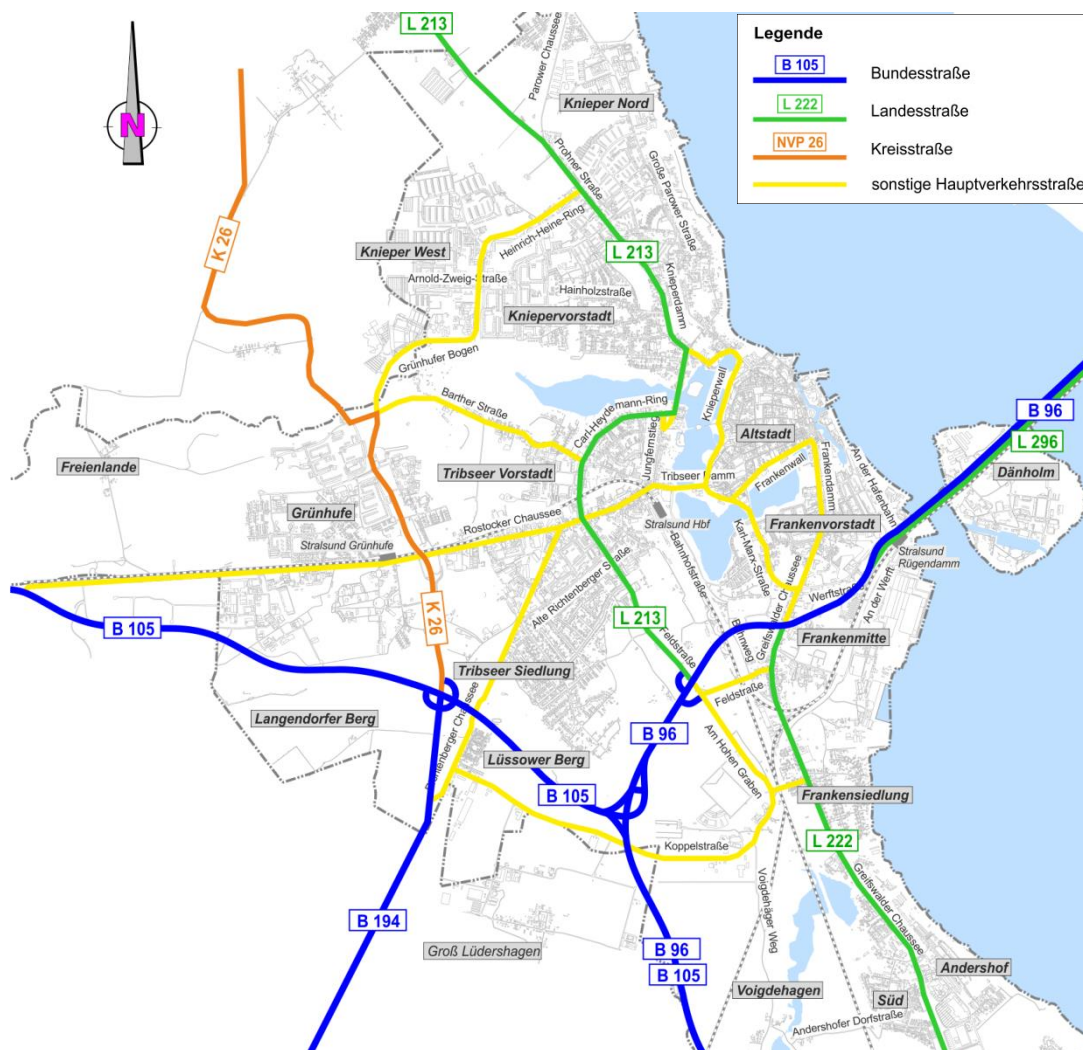 L 213
Legende
B 105
Bundesstraße
L 222
Landesstraße
NVP 26
Kreisstraße
sonstige Hauptverkehrsstraße
N
Parower Chaussee
Knieper Nord
Prohner Straße
Große Parower Straße
K 26
Knieper West
Heinrich-Heine-Ring
L 213
Arnold-Zweig-Straße
Hainholzstraße
Knieperdamm
Kniepervorstadt
Grünhufer Bogen
Barther Straße
Carl-Heydemann-Ring
Knieperwall
Jungfernstieg
Altstadt
B 96
L 296
Dänholm
Freienlande
Tribseer Vorstadt
Tribseer Damm
Frankenwall
Frankendamm
An der Hafenbahn
Grünhufe
Rostocker Chaussee
Stralsund Hbf
Frankenvorstadt
Stralsund Grünhufe
Karl-Marx-Straße
Bahnhofstraße
Stralsund
Rügendamm
Alte Richtenberger Straße
Werftstraße
An der Werft
Greifswalder Chaussee
K 26
B 105
L 213
Feldstraße
Bahnweg
Frankenmitte
Tribseer Siedlung
Feldstraße
Langendorfer Berg
Richtenberger Chaussee
B 96
Am Hohen Graben
Lüssower Berg
B 105
Frankensiedlung
Koppelstraße
L 222
Voigdehäger Weg
Greifswalder Chaussee
B 194
Groß Lüdershagen
B 96
B 105
Andershof
Voigdehagen
Süd
Andershofer Dorfstraße